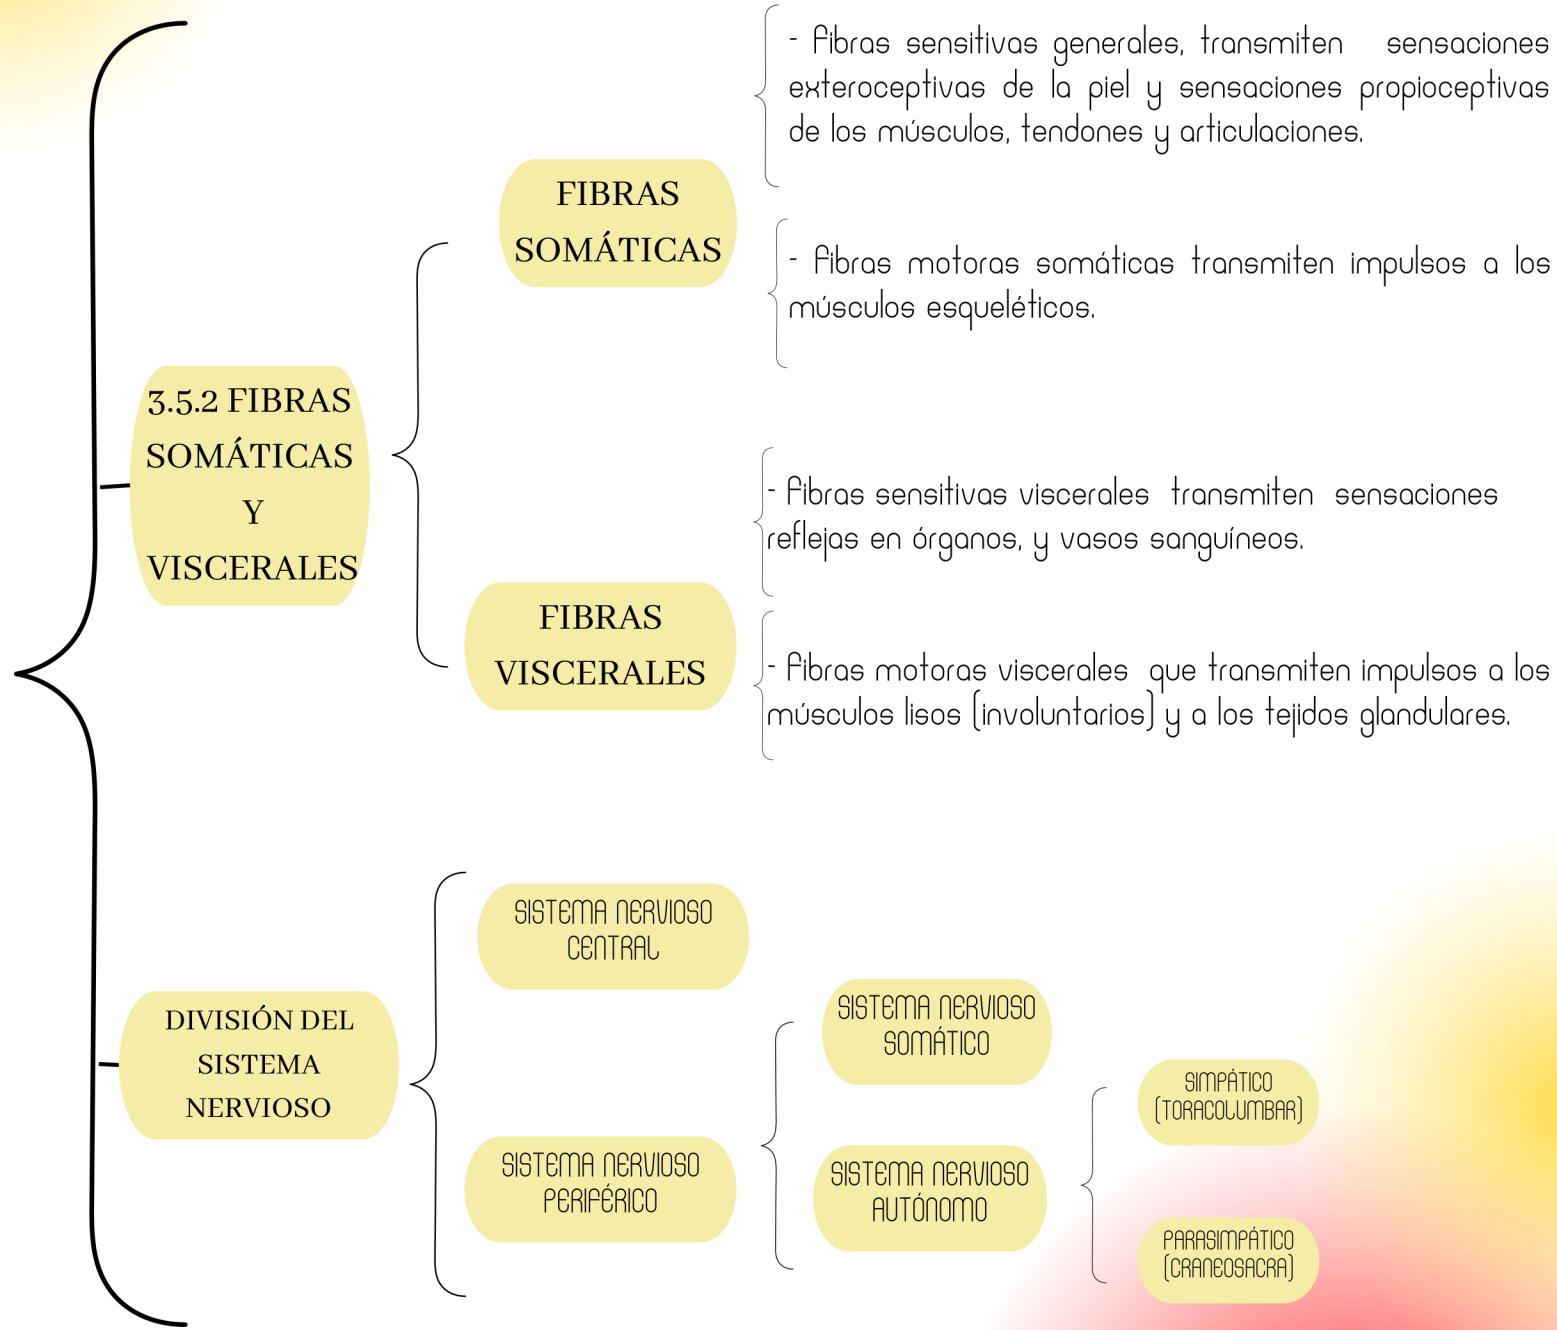 3.5.2 FIBRAS
SOMÁTICAS
Y
VISCERALES
FIBRAS
SOMÁTICAS
- Fibras sensitivas generales, transmiten sensaciones
exteroceptivas de la piel y sensaciones propioceptivas
de los músculos, tendones y articulaciones.
- Fibras motoras somáticas transmiten impulsos a los
músculos esqueléticos.
FIBRAS
VISCERALES
- Fibras sensitivas viscerales transmiten sensaciones
reflejas en órganos, y vasos sanguíneos.
- Fibras motoras viscerales que transmiten impulsos a los
músculos lisos (involuntarios) y a los tejidos glandulares.
DIVISIÓN DEL
SISTEMA
NERVIOSO
SISTEMA NERVIOSO
CENTRAL
SISTEMA NERVIOSO
PERIFÉRICO
SISTEMA NERVIOSO
SOMÁTICO
SISTEMA NERVIOSO
AUTÓNOMO
SIMPÁTICO
(TORACOLUMBAR)
PARASIMPÁTICO
(CRANEOSACRA)